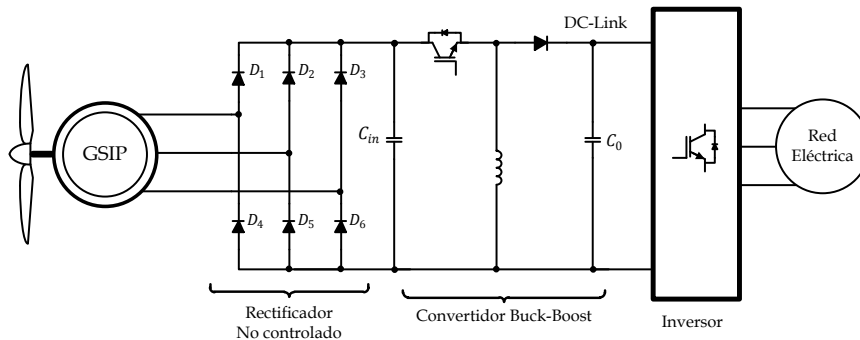 DC-Link
D1
D2
D3
GSIP
Cin
C0
Red
Eléctrica
D4
D5
D6
Rectificador
No controlado
Convertidor Buck-Boost
Inversor